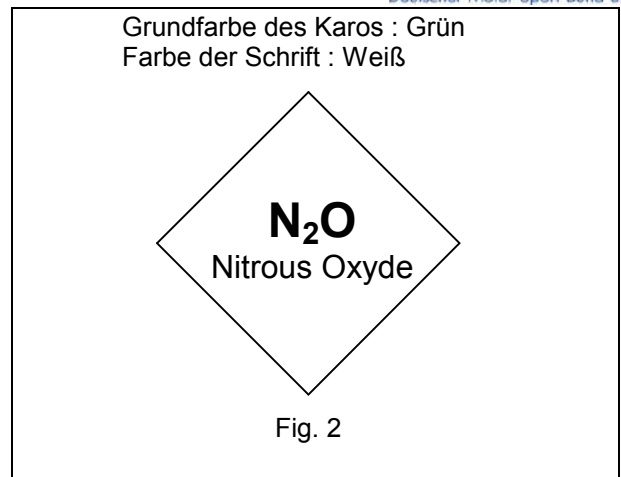 Grundfarbe des Karos : Grün
Farbe der Schrift : Weiß
N₂O
Nitrous Oxyde
Fig. 2